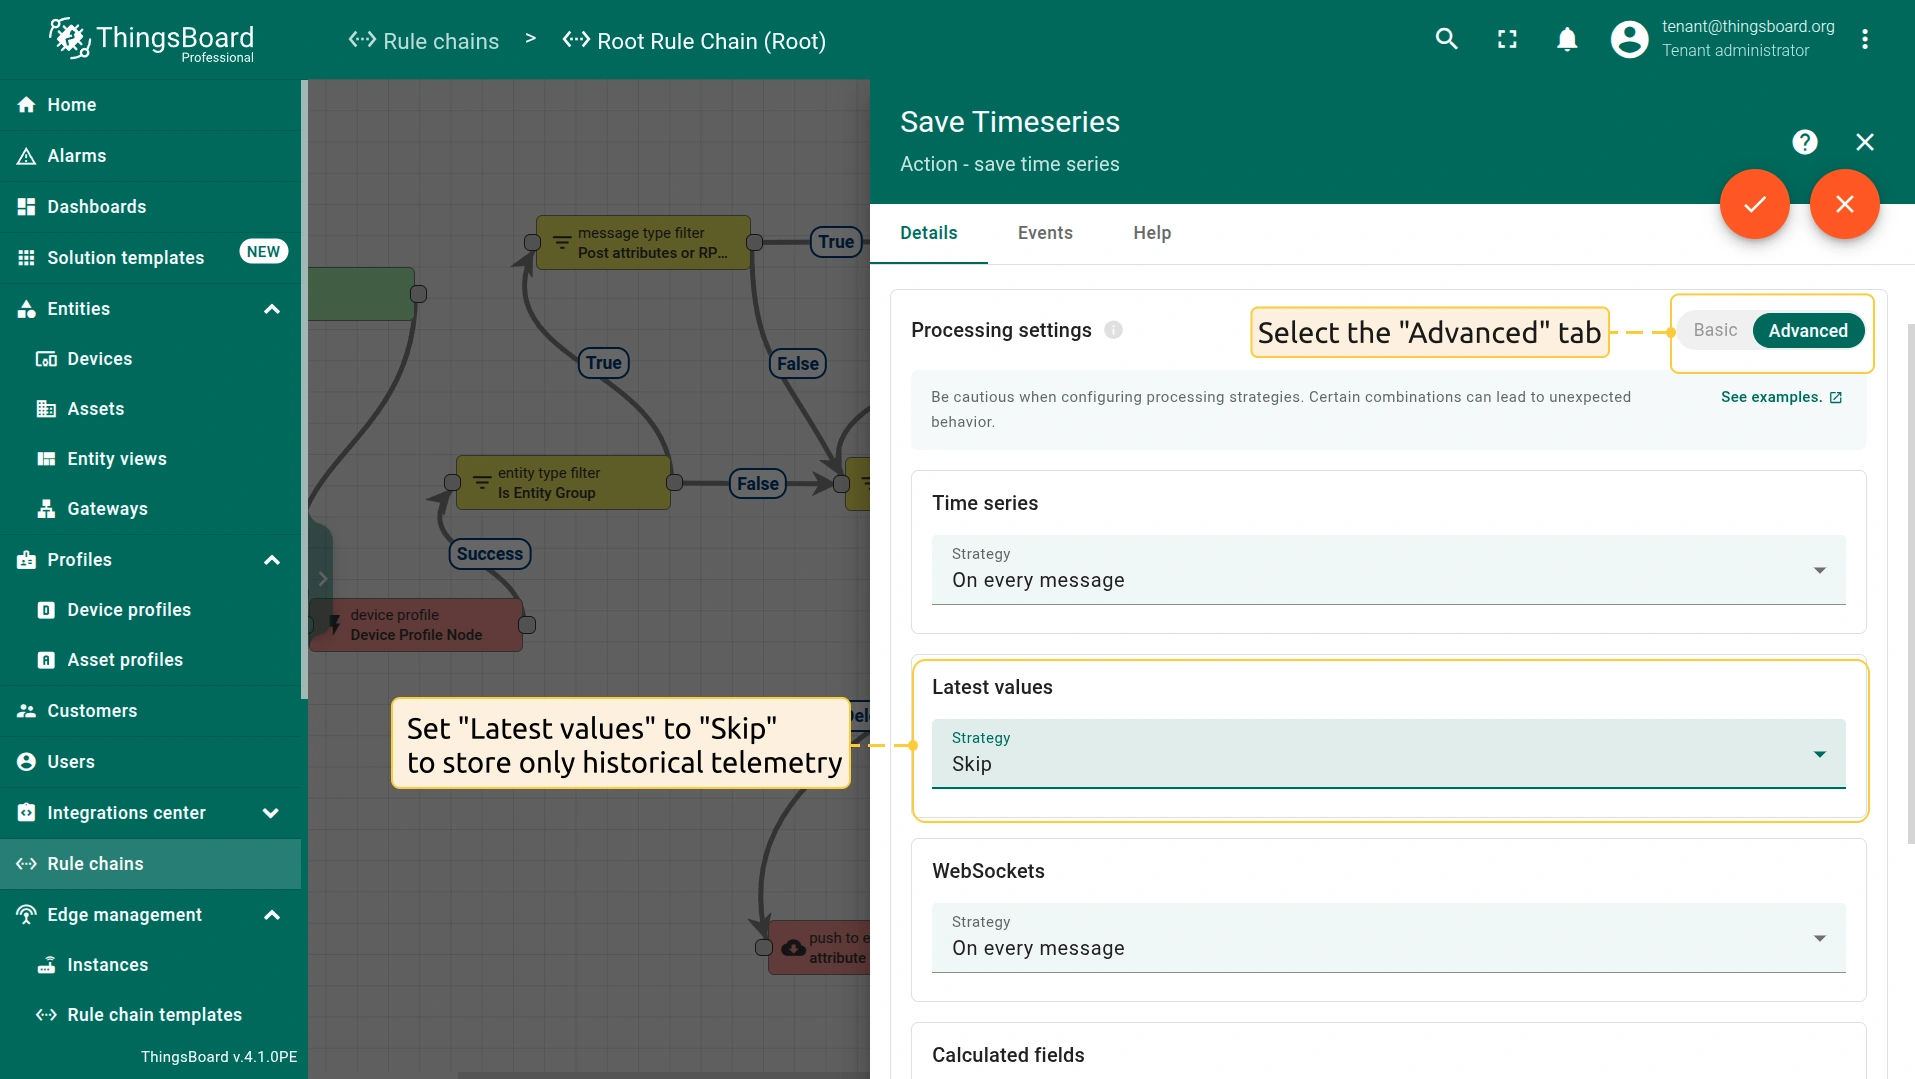 ThingsBoard
Professional
Rule chains > Root Rule Chain (Root)
tenant@thingsboard.org
Tenant administrator
Home
Alarms
Dashboards
Solution templates NEW
Entities
Devices
Assets
Entity views
Gateways
Profiles
Device profiles
Asset profiles
Customers
Users
Integrations center
Rule chains
Edge management
Instances
Rule chain templates
ThingsBoard v.4.1.0PE
message type filter
Post attributes or RP...
True
True
False
entity type filter
Is Entity Group
False
Success
device profile
Device Profile Node
Set "Latest values" to "Skip"
to store only historical telemetry
push to e
attribute
Save Timeseries
Action - save time series
Details Events Help
Processing settings
Select the "Advanced" tab
Basic Advanced
Be cautious when configuring processing strategies. Certain combinations can lead to unexpected
behavior.
See examples.
Time series
Strategy
On every message
Latest values
Strategy
Skip
WebSockets
Strategy
On every message
Calculated fields